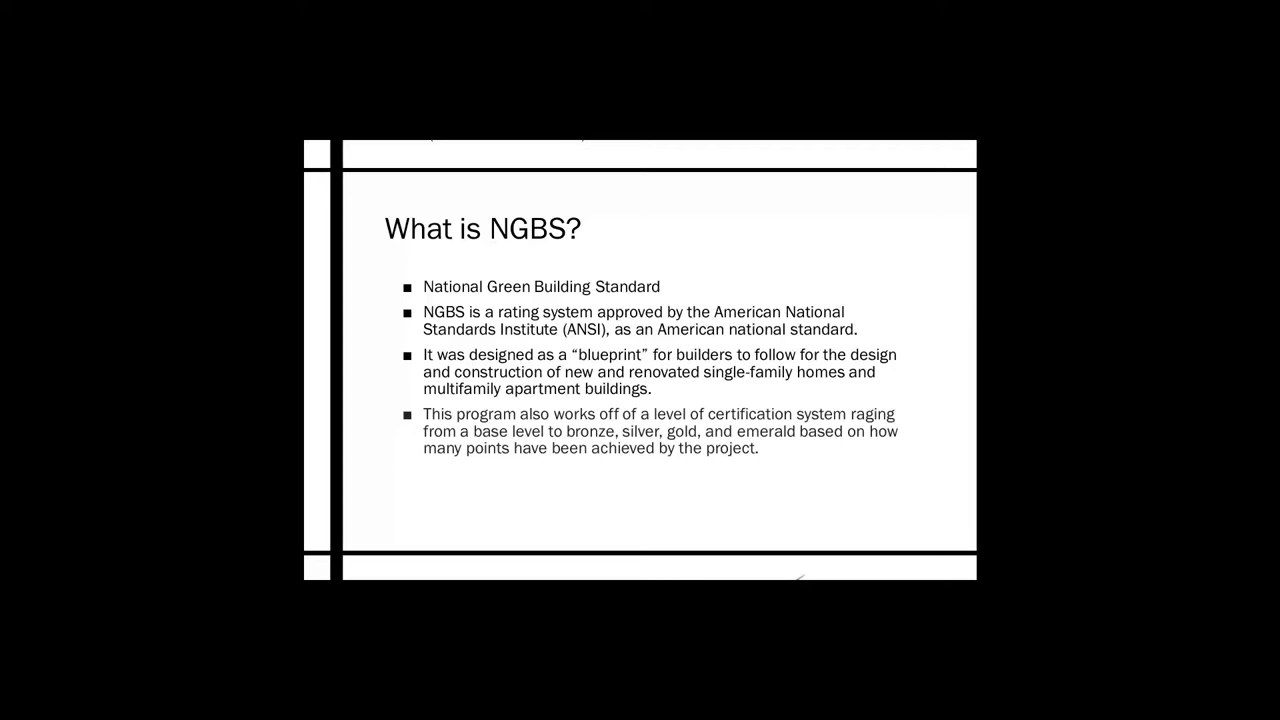 What is NGBS?
■ National Green Building Standard
■ NGBS is a rating system approved by the American National
Standards Institute (ANSI), as an American national standard.
■ It was designed as a “blueprint” for builders to follow for the design
and construction of new and renovated single-family homes and
multifamily apartment buildings.
■ This program also works off of a level of certification system raging
from a base level to bronze, silver, gold, and emerald based on how
many points have been achieved by the project.